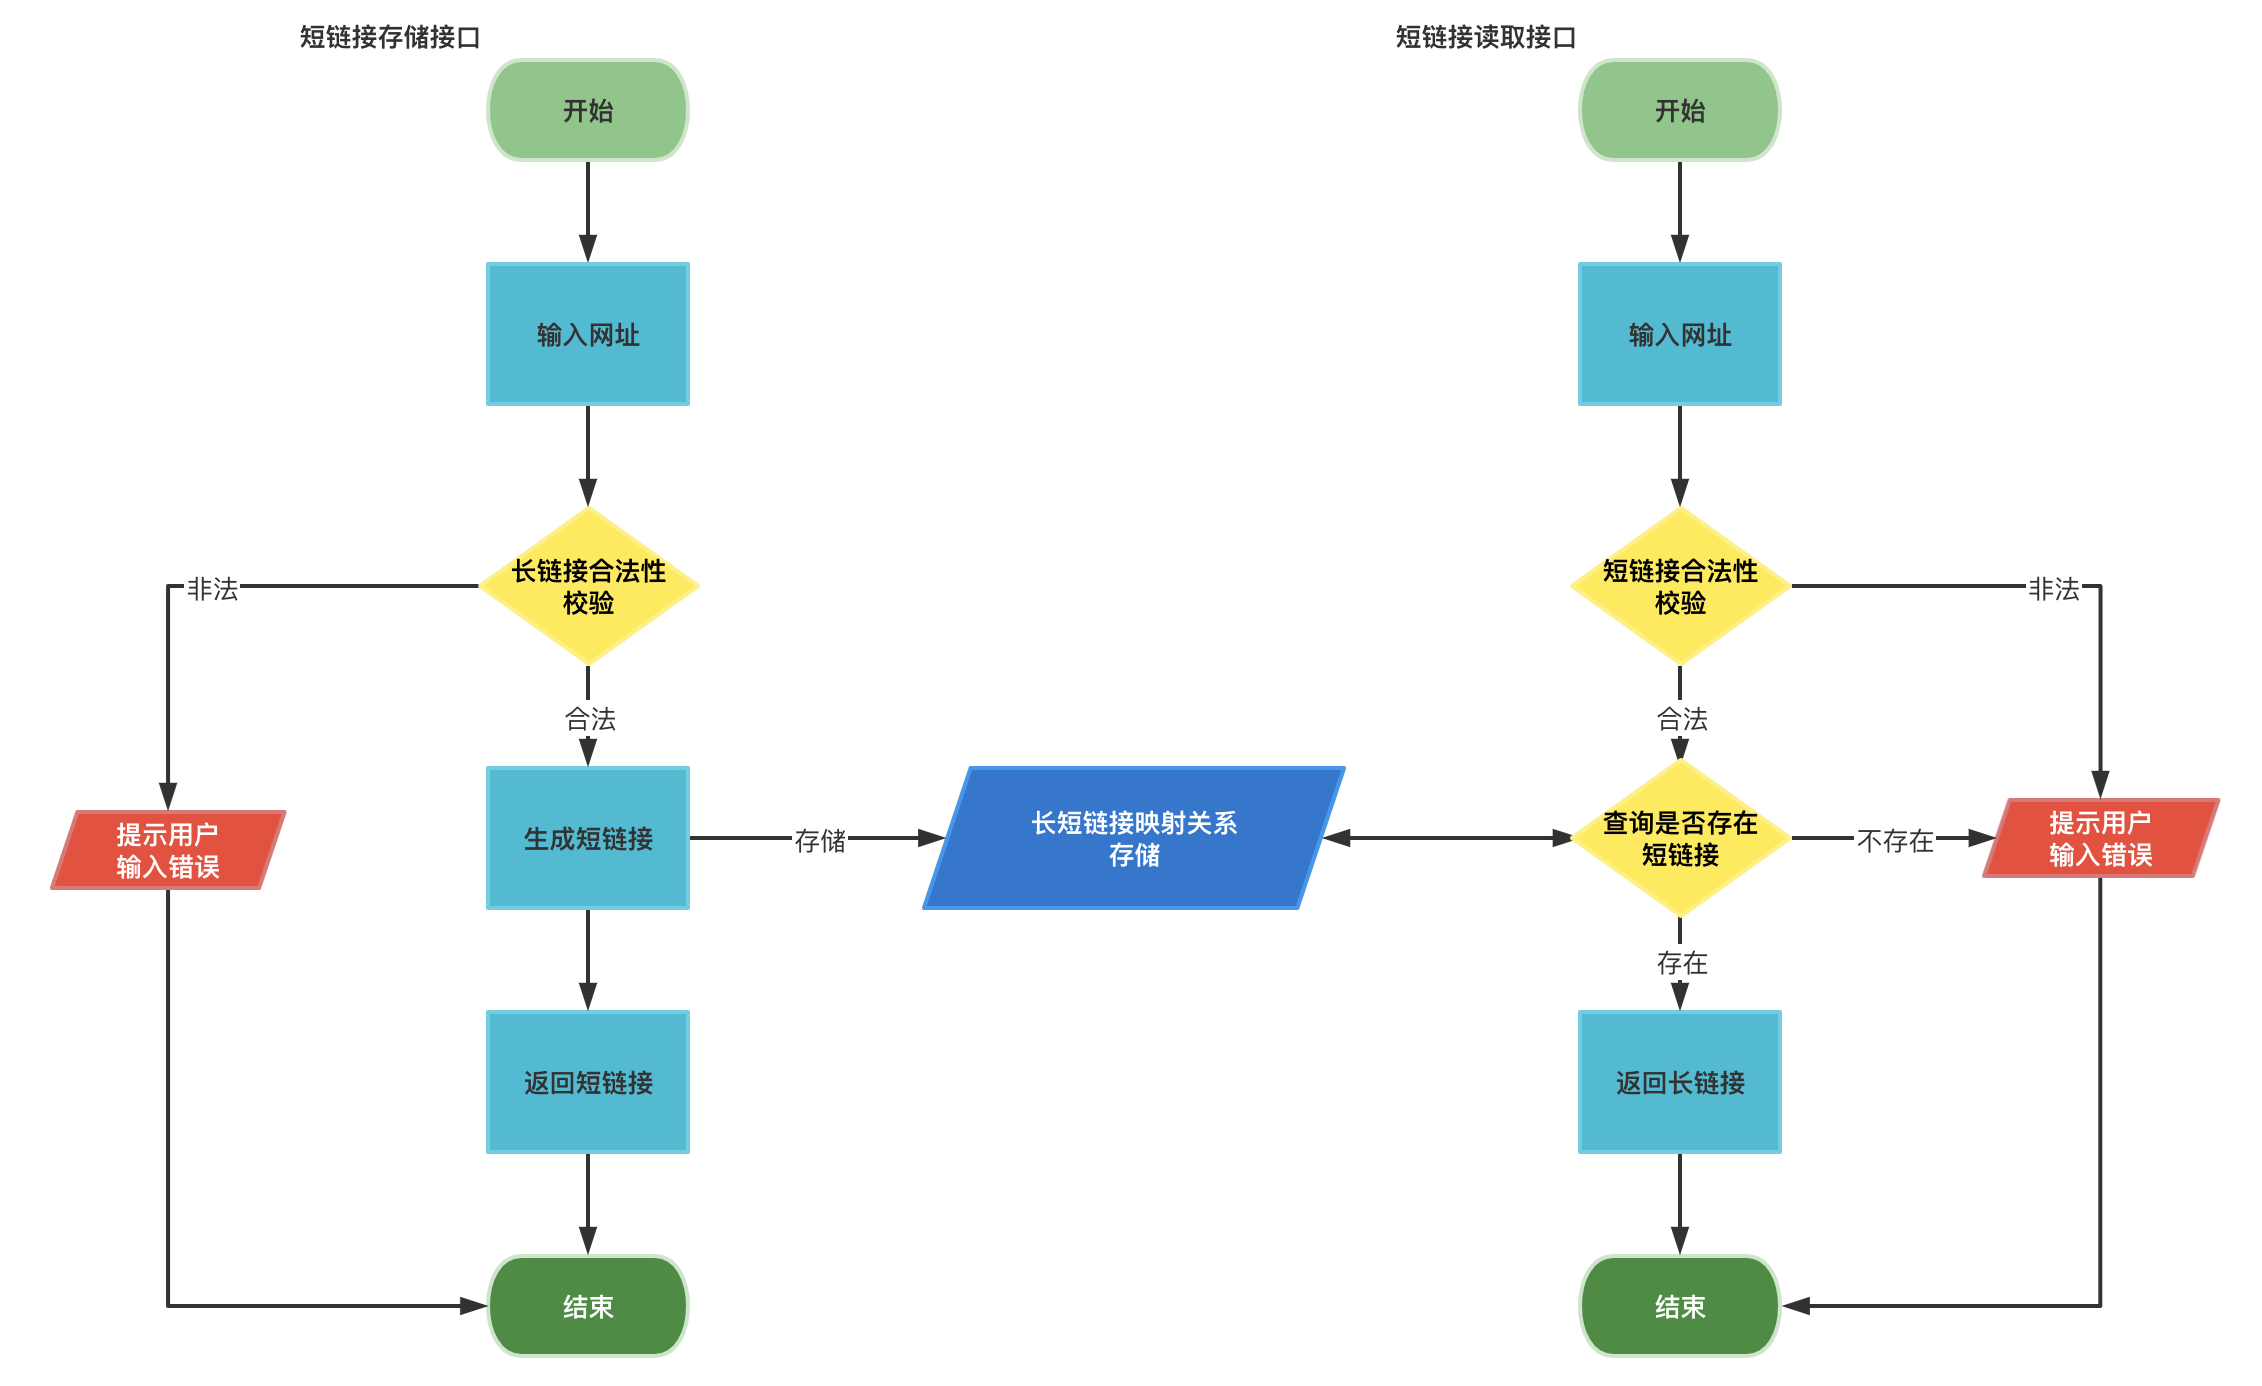 短链接存储接口
开始
输入网址
长链接合法性
校验
非法
合法
提示用户
输入错误
生成短链接
存储
长短链接映射关系
存储
返回短链接
结束
短链接读取接口
开始
输入网址
短链接合法性
校验
非法
合法
查询是否存在
短链接
不存在
提示用户
输入错误
存在
返回长链接
结束